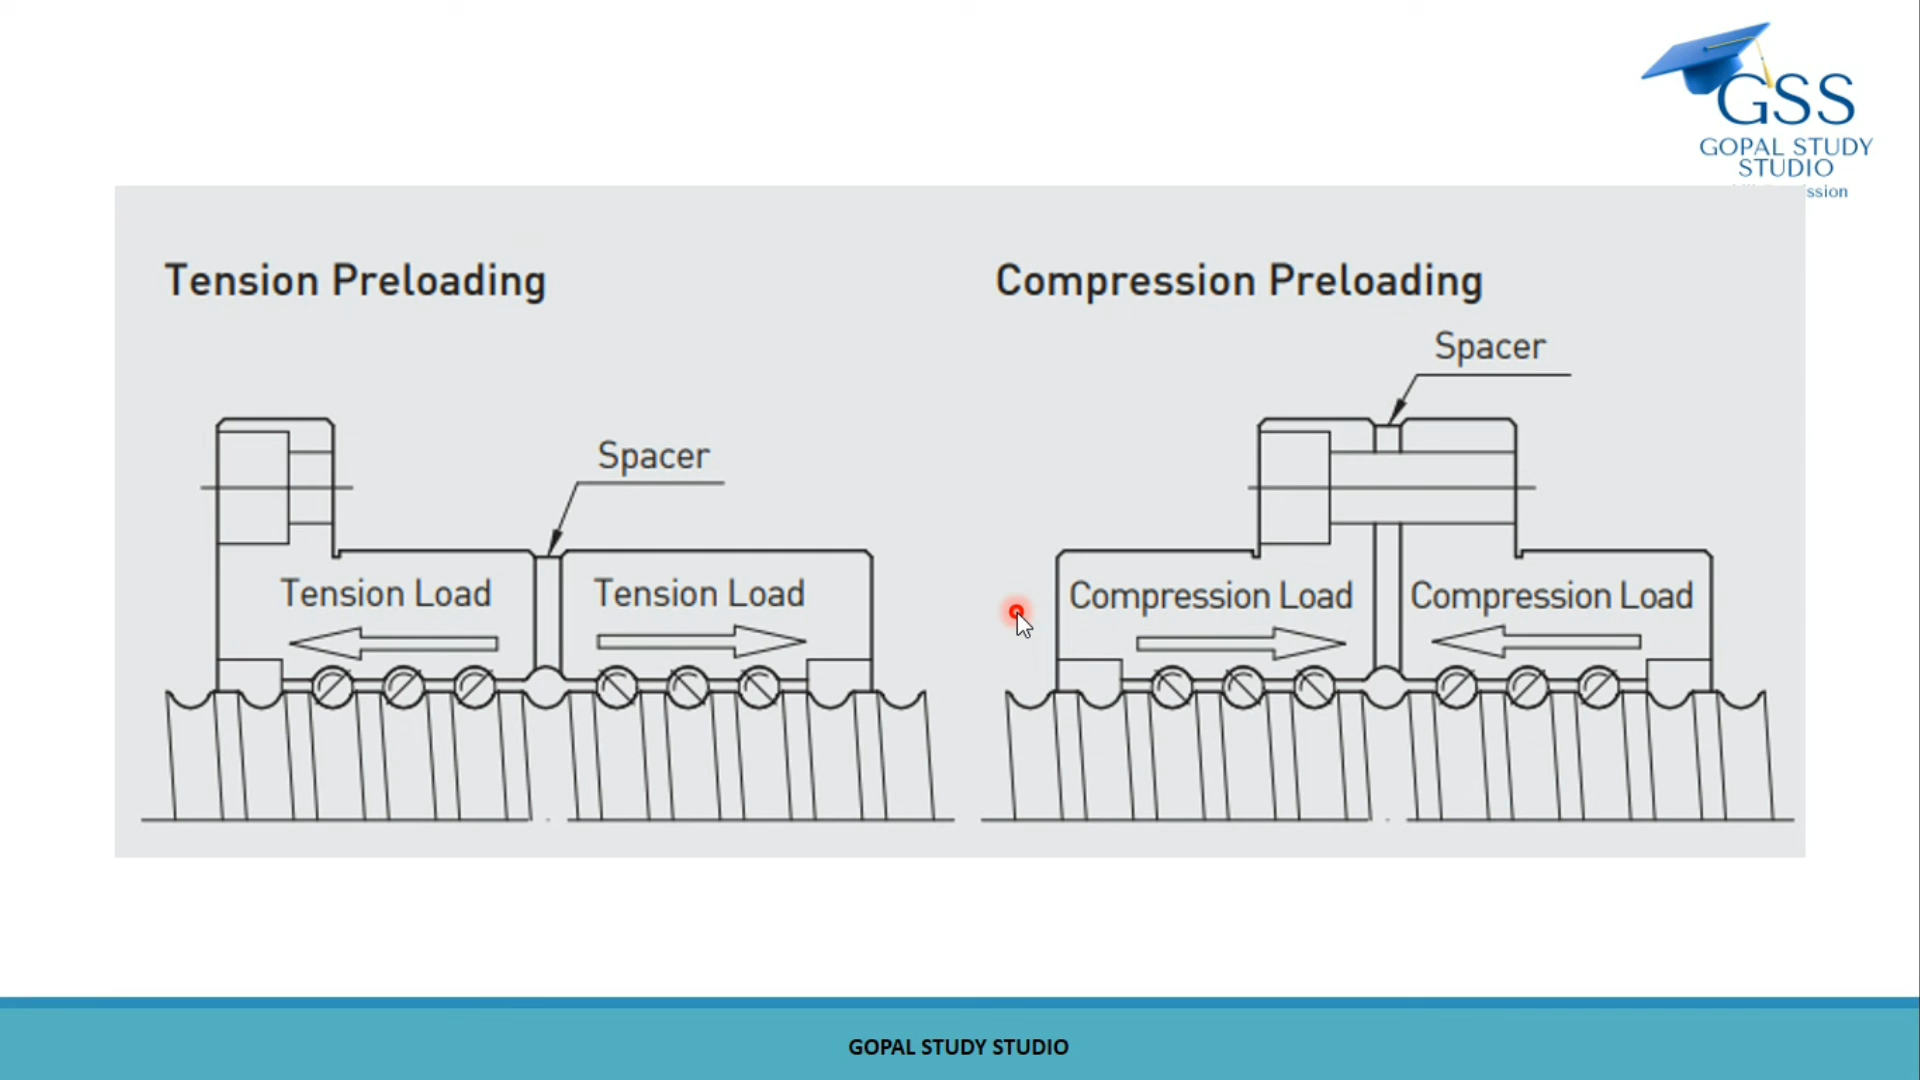 GSS
GOPAL STUDY
STUDIO
ssion
Tension Preloading
Spacer
Tension Load
Tension Load
Compression Preloading
Spacer
Compression Load
Compression Load
GOPAL STUDY STUDIO